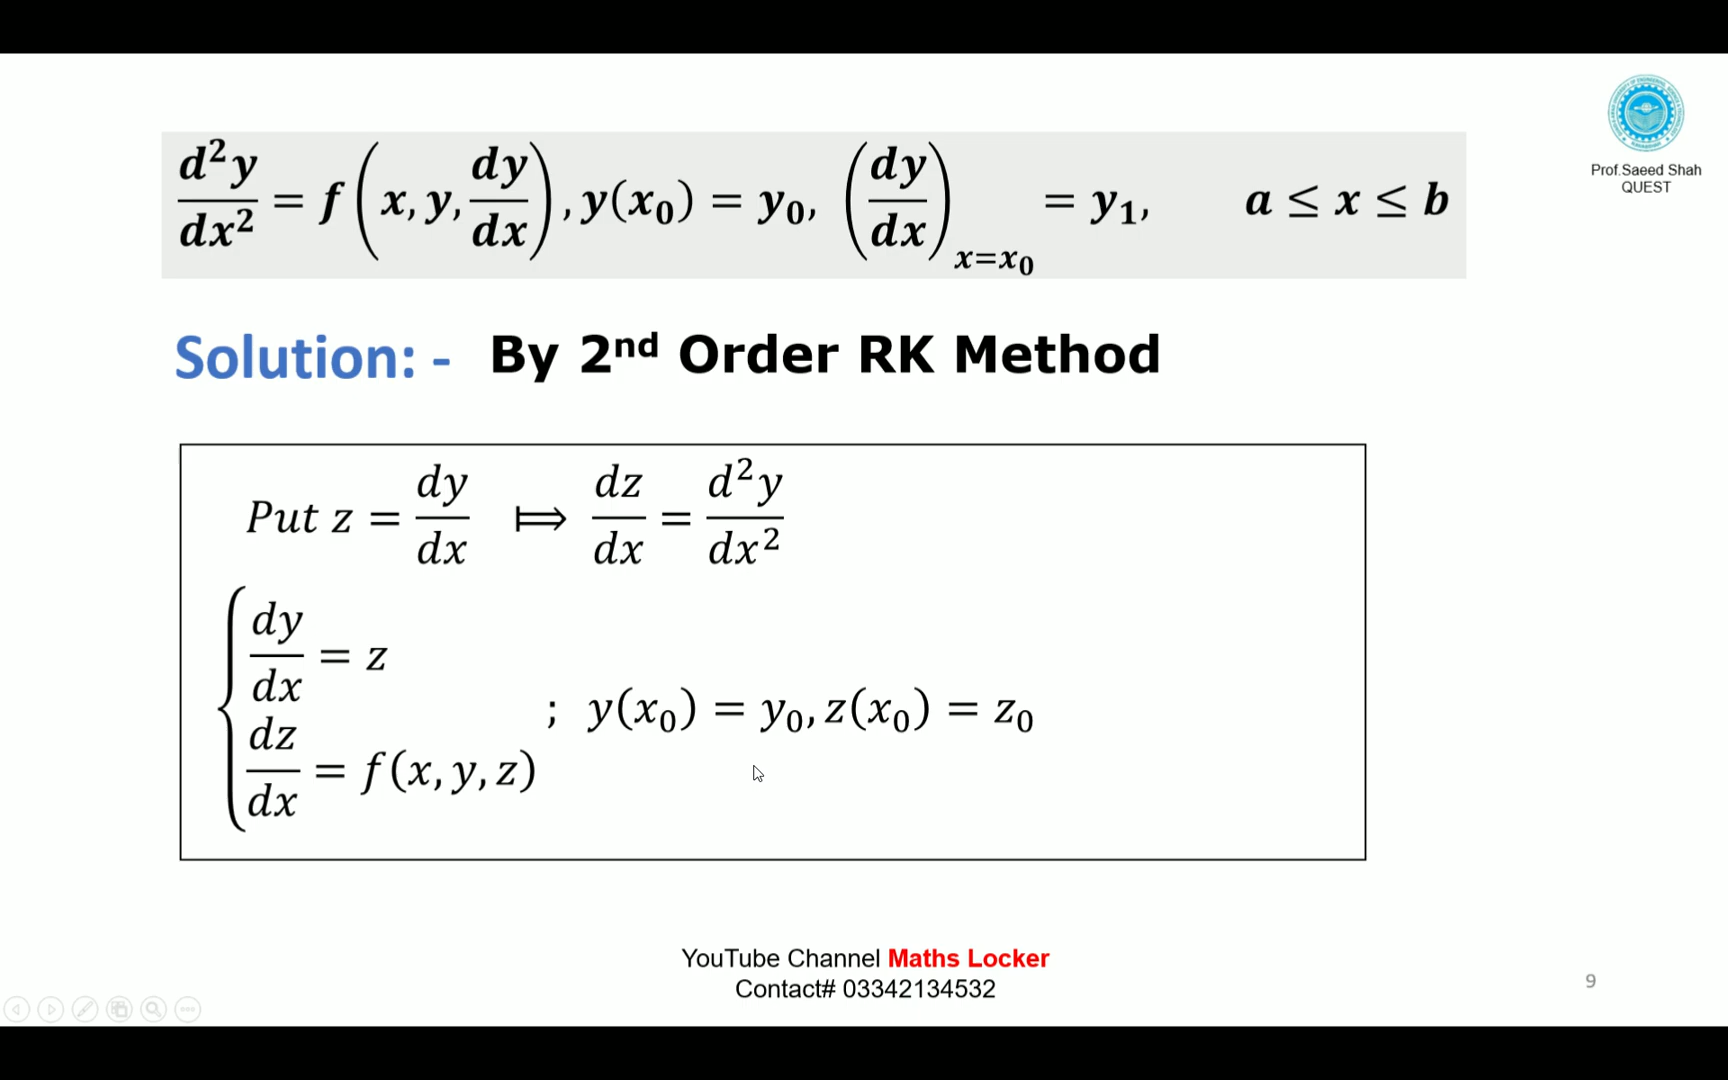 d²y/dx² = f(x, y, dy/dx), y(x₀) = y₀, (dy/dx)ₓ₌ₓ₀ = y₁, a ≤ x ≤ b
Prof.Saeed Shah
QUEST
Solution: - By 2nd Order RK Method
Put z = dy/dx ⟾ dz/dx = d²y/dx²
{ dy/dx = z
dz/dx = f(x, y, z) ; y(x₀) = y₀, z(x₀) = z₀
YouTube Channel Maths Locker
Contact# 03342134532
9